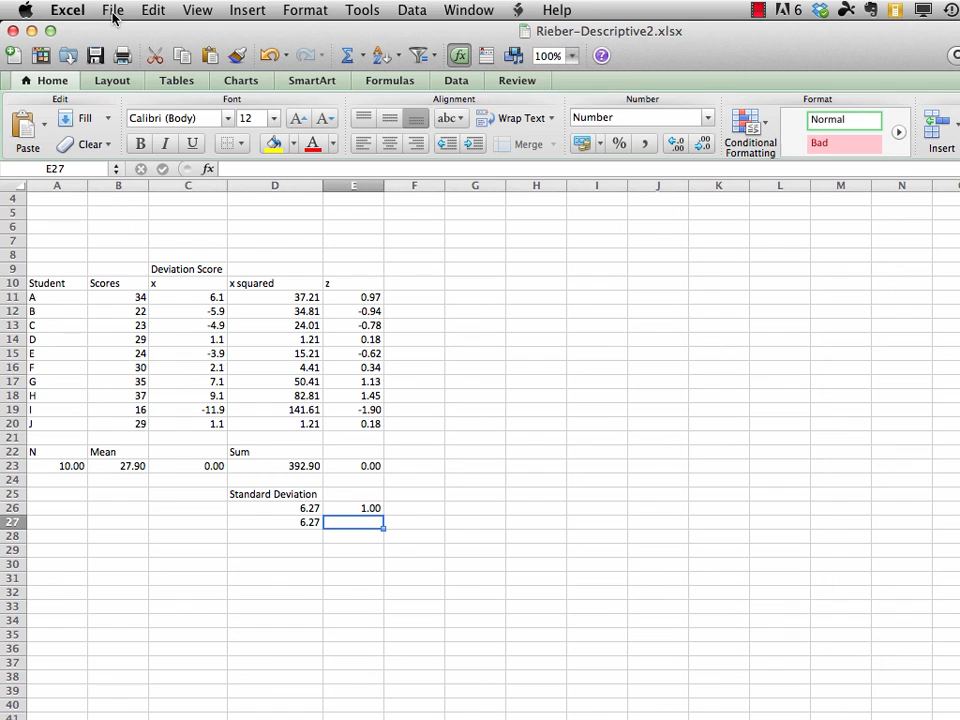 Excel File Edit View Insert Format Tools Data Window Help 6
Rieber-Descriptive2.xlsx
100%
Home Layout Tables Charts SmartArt Formulas Data Review
Edit Font Alignment Number Format
Fill Calibri (Body) 12 A A abc Wrap Text Number Normal
Paste Clear B I U A Merge % , Conditional Formatting Bad Insert
E27 fx
A B C D E F G H I J K L M N
4
5
6
7
8
9 Deviation Score
10 Student Scores x x squared z
11 A 34 6.1 37.21 0.97
12 B 22 -5.9 34.81 -0.94
13 C 23 -4.9 24.01 -0.78
14 D 29 1.1 1.21 0.18
15 E 24 -3.9 15.21 -0.62
16 F 30 2.1 4.41 0.34
17 G 35 7.1 50.41 1.13
18 H 37 9.1 82.81 1.45
19 I 16 -11.9 141.61 -1.90
20 J 29 1.1 1.21 0.18
21
22 N Mean Sum
23 10.00 27.90 0.00 392.90 0.00
24
25 Standard Deviation
26 6.27 1.00
27 6.27
28
29
30
31
32
33
34
35
36
37
38
39
40
41